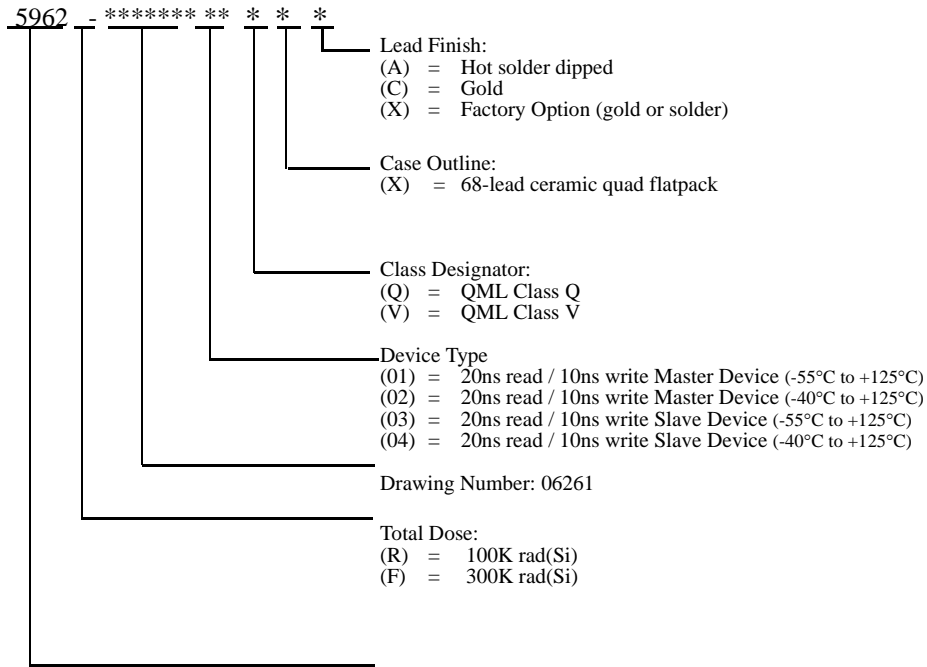 5962 - ******* ** * * *
Lead Finish:
(A) = Hot solder dipped
(C) = Gold
(X) = Factory Option (gold or solder)
Case Outline:
(X) = 68-lead ceramic quad flatpack
Class Designator:
(Q) = QML Class Q
(V) = QML Class V
Device Type
(01) = 20ns read / 10ns write Master Device (-55°C to +125°C)
(02) = 20ns read / 10ns write Master Device (-40°C to +125°C)
(03) = 20ns read / 10ns write Slave Device (-55°C to +125°C)
(04) = 20ns read / 10ns write Slave Device (-40°C to +125°C)
Drawing Number: 06261
Total Dose:
(R) = 100K rad(Si)
(F) = 300K rad(Si)